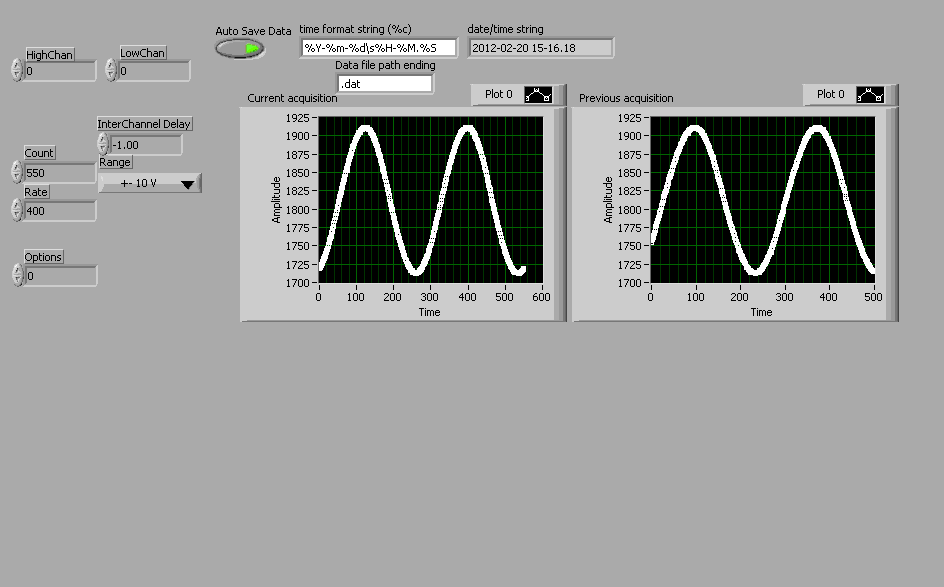 Auto Save Data
time format string (%c)
%Y-%m-%d\s%H-%M.%S
date/time string
2012-02-20 15-16.18
HighChan
0
LowChan
0
Data file path ending
.dat
InterChannel Delay
-1.00
Count
550
Range
+- 10 V
Rate
400
Options
0
Current acquisition
Plot 0
Amplitude
1925
1900
1875
1850
1825
1800
1775
1750
1725
1700
0 100 200 300 400 500 600
Time
Previous acquisition
Plot 0
Amplitude
1925
1900
1875
1850
1825
1800
1775
1750
1725
1700
0 100 200 300 400 500
Time